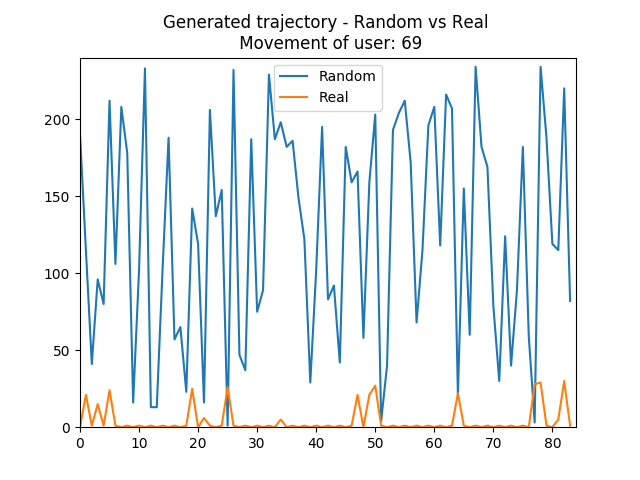 Generated trajectory - Random vs Real
Movement of user: 69
Random
Real
200
150
100
50
0
0 10 20 30 40 50 60 70 80